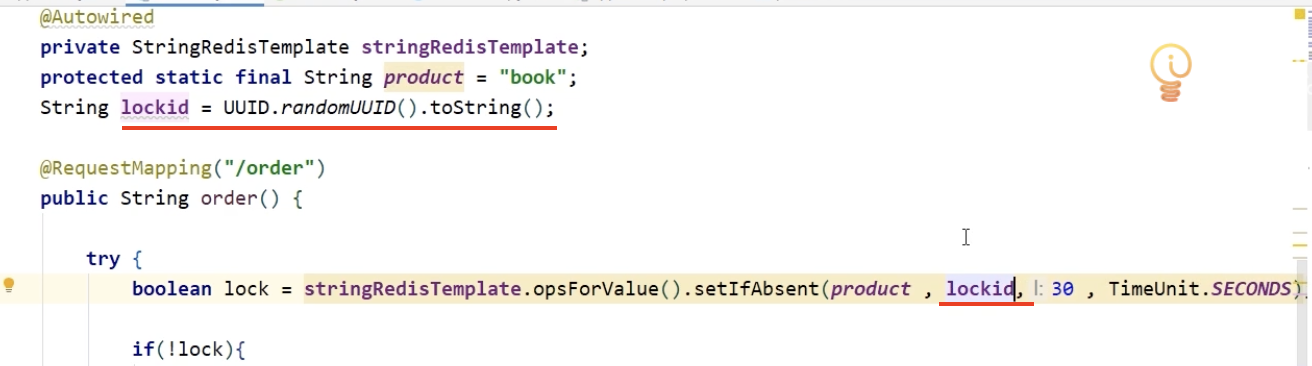 @Autowired
private StringRedisTemplate stringRedisTemplate;
protected static final String product = "book";
String lockid = UUID.randomUUID().toString();
@RequestMapping("/order")
public String order() {
try {
boolean lock = stringRedisTemplate.opsForValue().setIfAbsent(product , lockid, l: 30 , TimeUnit.SECONDS)
if(!lock){